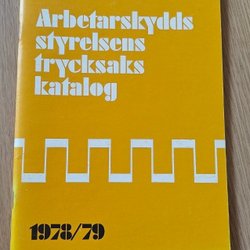 Arbetarskydds
styrelsens
trycksaks
katalog
1978/79